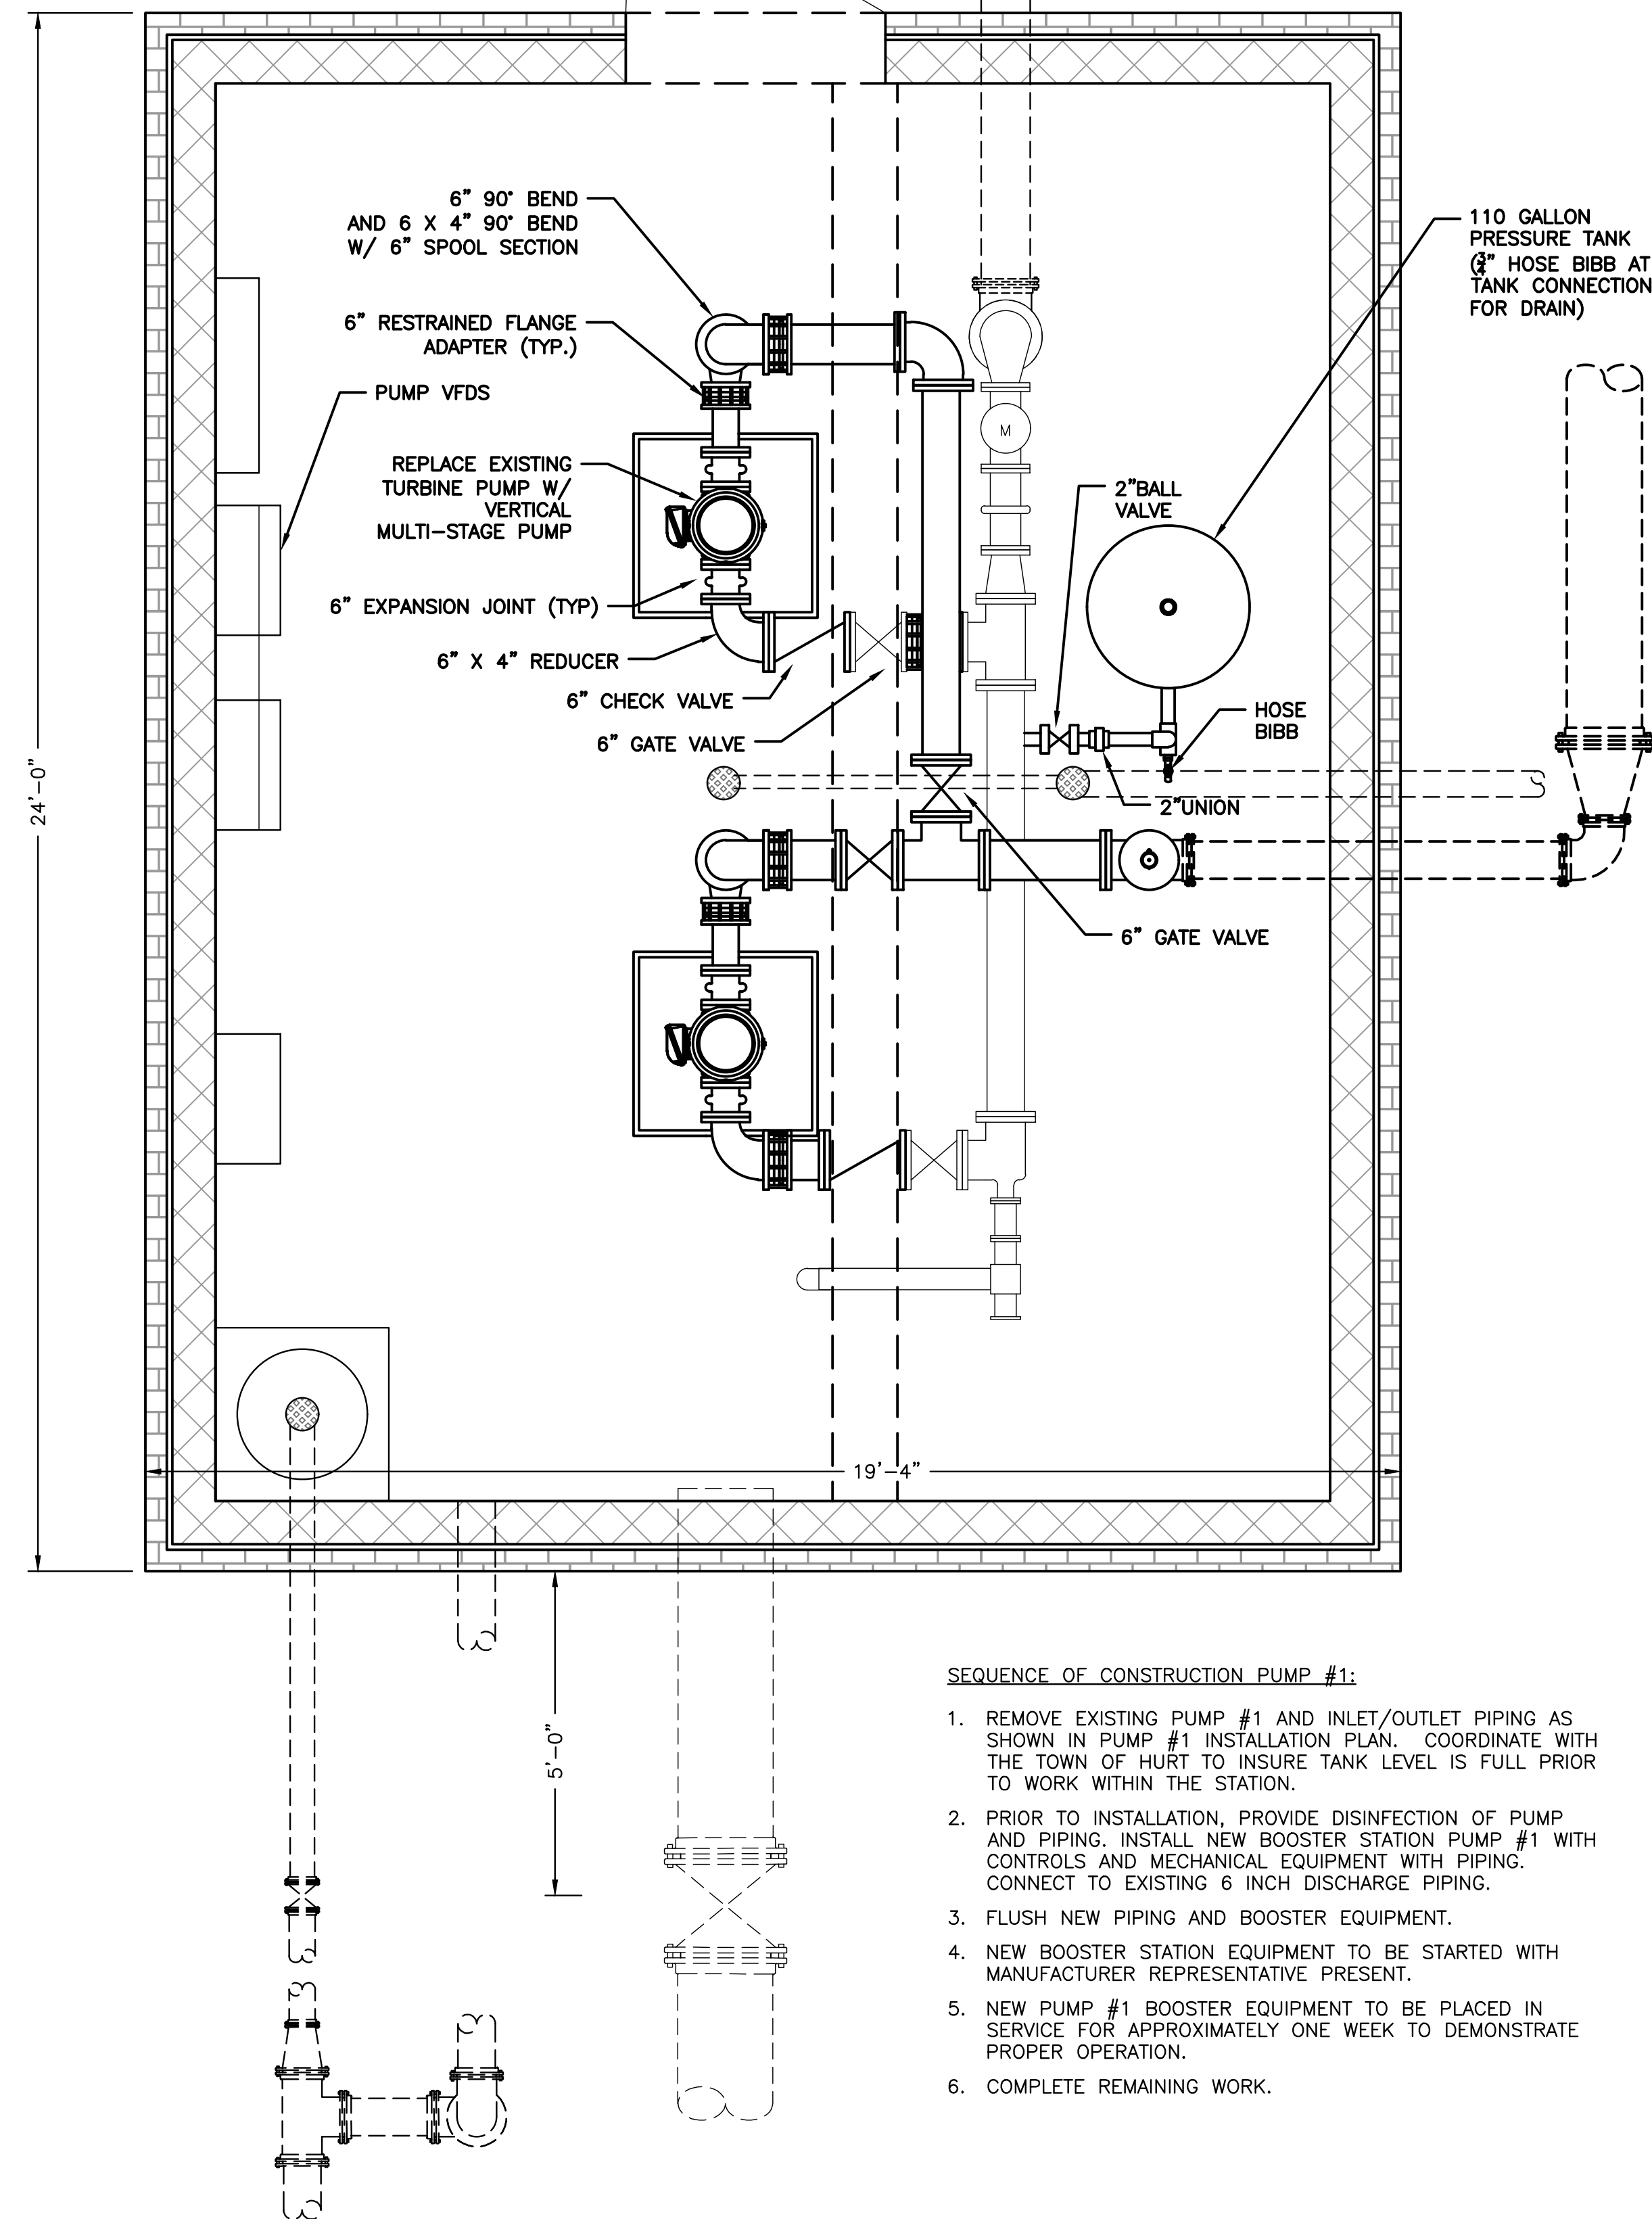 6" 90° BEND
AND 6 X 4" 90° BEND
W/ 6" SPOOL SECTION
6" RESTRAINED FLANGE
ADAPTER (TYP.)
PUMP VFDS
REPLACE EXISTING
TURBINE PUMP W/
VERTICAL
MULTI-STAGE PUMP
6" EXPANSION JOINT (TYP)
6" X 4" REDUCER
6" CHECK VALVE
6" GATE VALVE
110 GALLON
PRESSURE TANK
(3/4" HOSE BIBB AT
TANK CONNECTION
FOR DRAIN)
M
2"BALL
VALVE
HOSE
BIBB
2"UNION
6" GATE VALVE
24'-0"
19'-4"
5'-0"
SEQUENCE OF CONSTRUCTION PUMP #1:
1. REMOVE EXISTING PUMP #1 AND INLET/OUTLET PIPING AS
SHOWN IN PUMP #1 INSTALLATION PLAN. COORDINATE WITH
THE TOWN OF HURT TO INSURE TANK LEVEL IS FULL PRIOR
TO WORK WITHIN THE STATION.
2. PRIOR TO INSTALLATION, PROVIDE DISINFECTION OF PUMP
AND PIPING. INSTALL NEW BOOSTER STATION PUMP #1 WITH
CONTROLS AND MECHANICAL EQUIPMENT WITH PIPING.
CONNECT TO EXISTING 6 INCH DISCHARGE PIPING.
3. FLUSH NEW PIPING AND BOOSTER EQUIPMENT.
4. NEW BOOSTER STATION EQUIPMENT TO BE STARTED WITH
MANUFACTURER REPRESENTATIVE PRESENT.
5. NEW PUMP #1 BOOSTER EQUIPMENT TO BE PLACED IN
SERVICE FOR APPROXIMATELY ONE WEEK TO DEMONSTRATE
PROPER OPERATION.
6. COMPLETE REMAINING WORK.